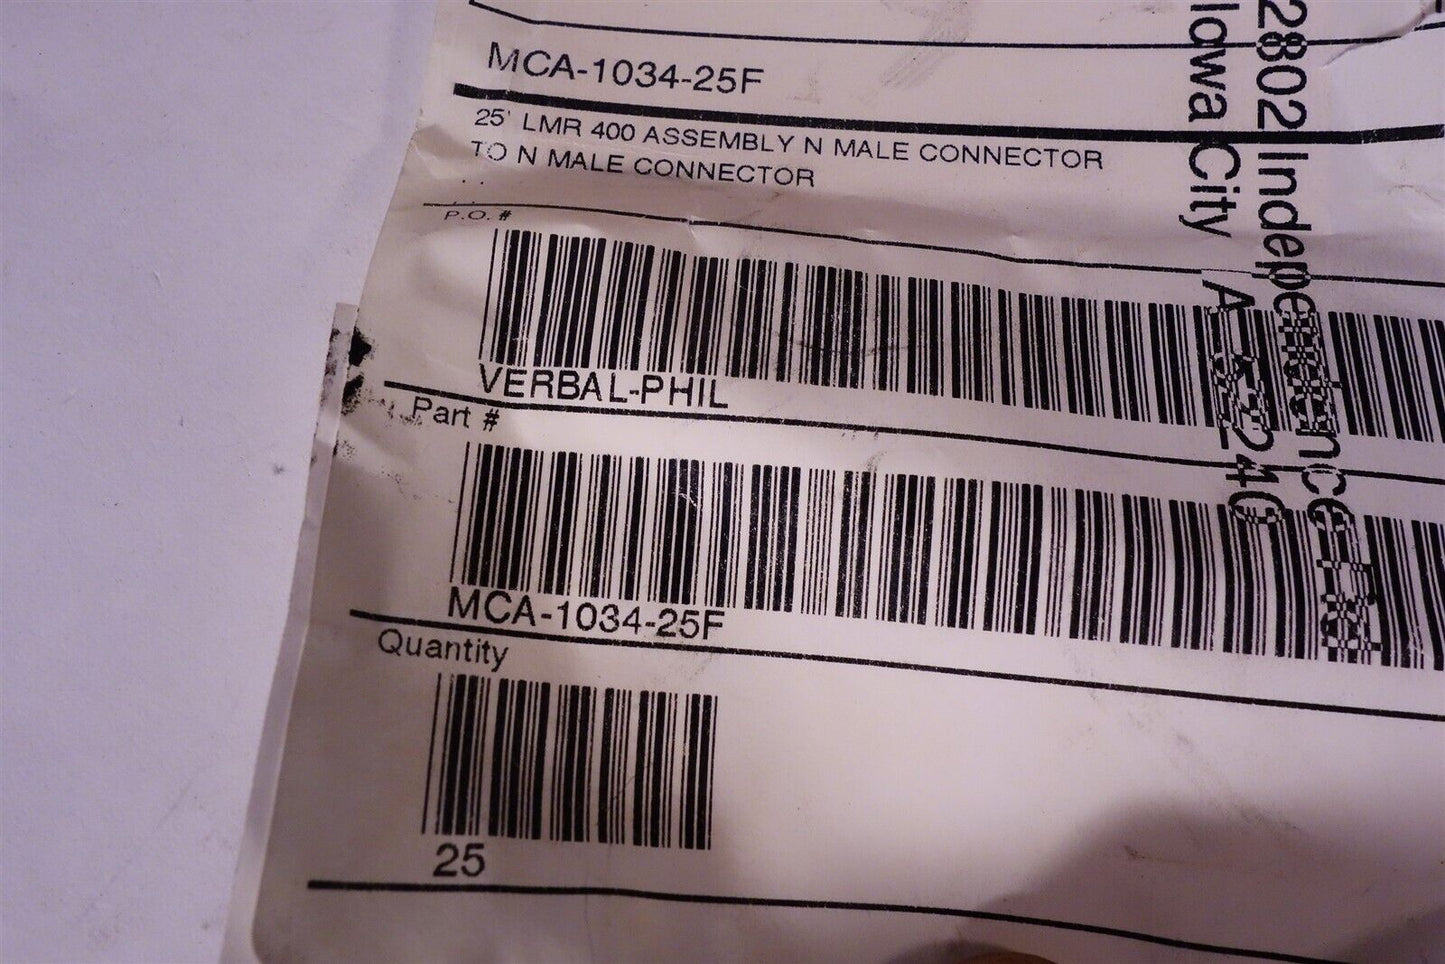 MCA-1034-25F
25' LMR 400 ASSEMBLY N MALE CONNECTOR
TO N MALE CONNECTOR
P.O. #
VERBAL-PHIL
Part #
MCA-1034-25F
Quantity
25
2802 Independence
Iowa City